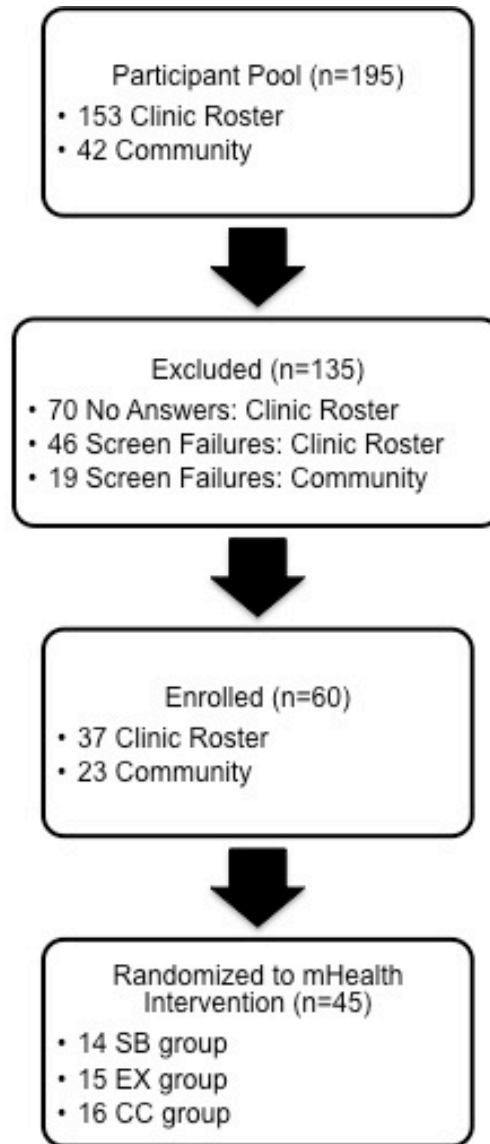 Participant Pool (n=195)
• 153 Clinic Roster
• 42 Community
Excluded (n=135)
• 70 No Answers: Clinic Roster
• 46 Screen Failures: Clinic Roster
• 19 Screen Failures: Community
Enrolled (n=60)
• 37 Clinic Roster
• 23 Community
Randomized to mHealth
Intervention (n=45)
• 14 SB group
• 15 EX group
• 16 CC group